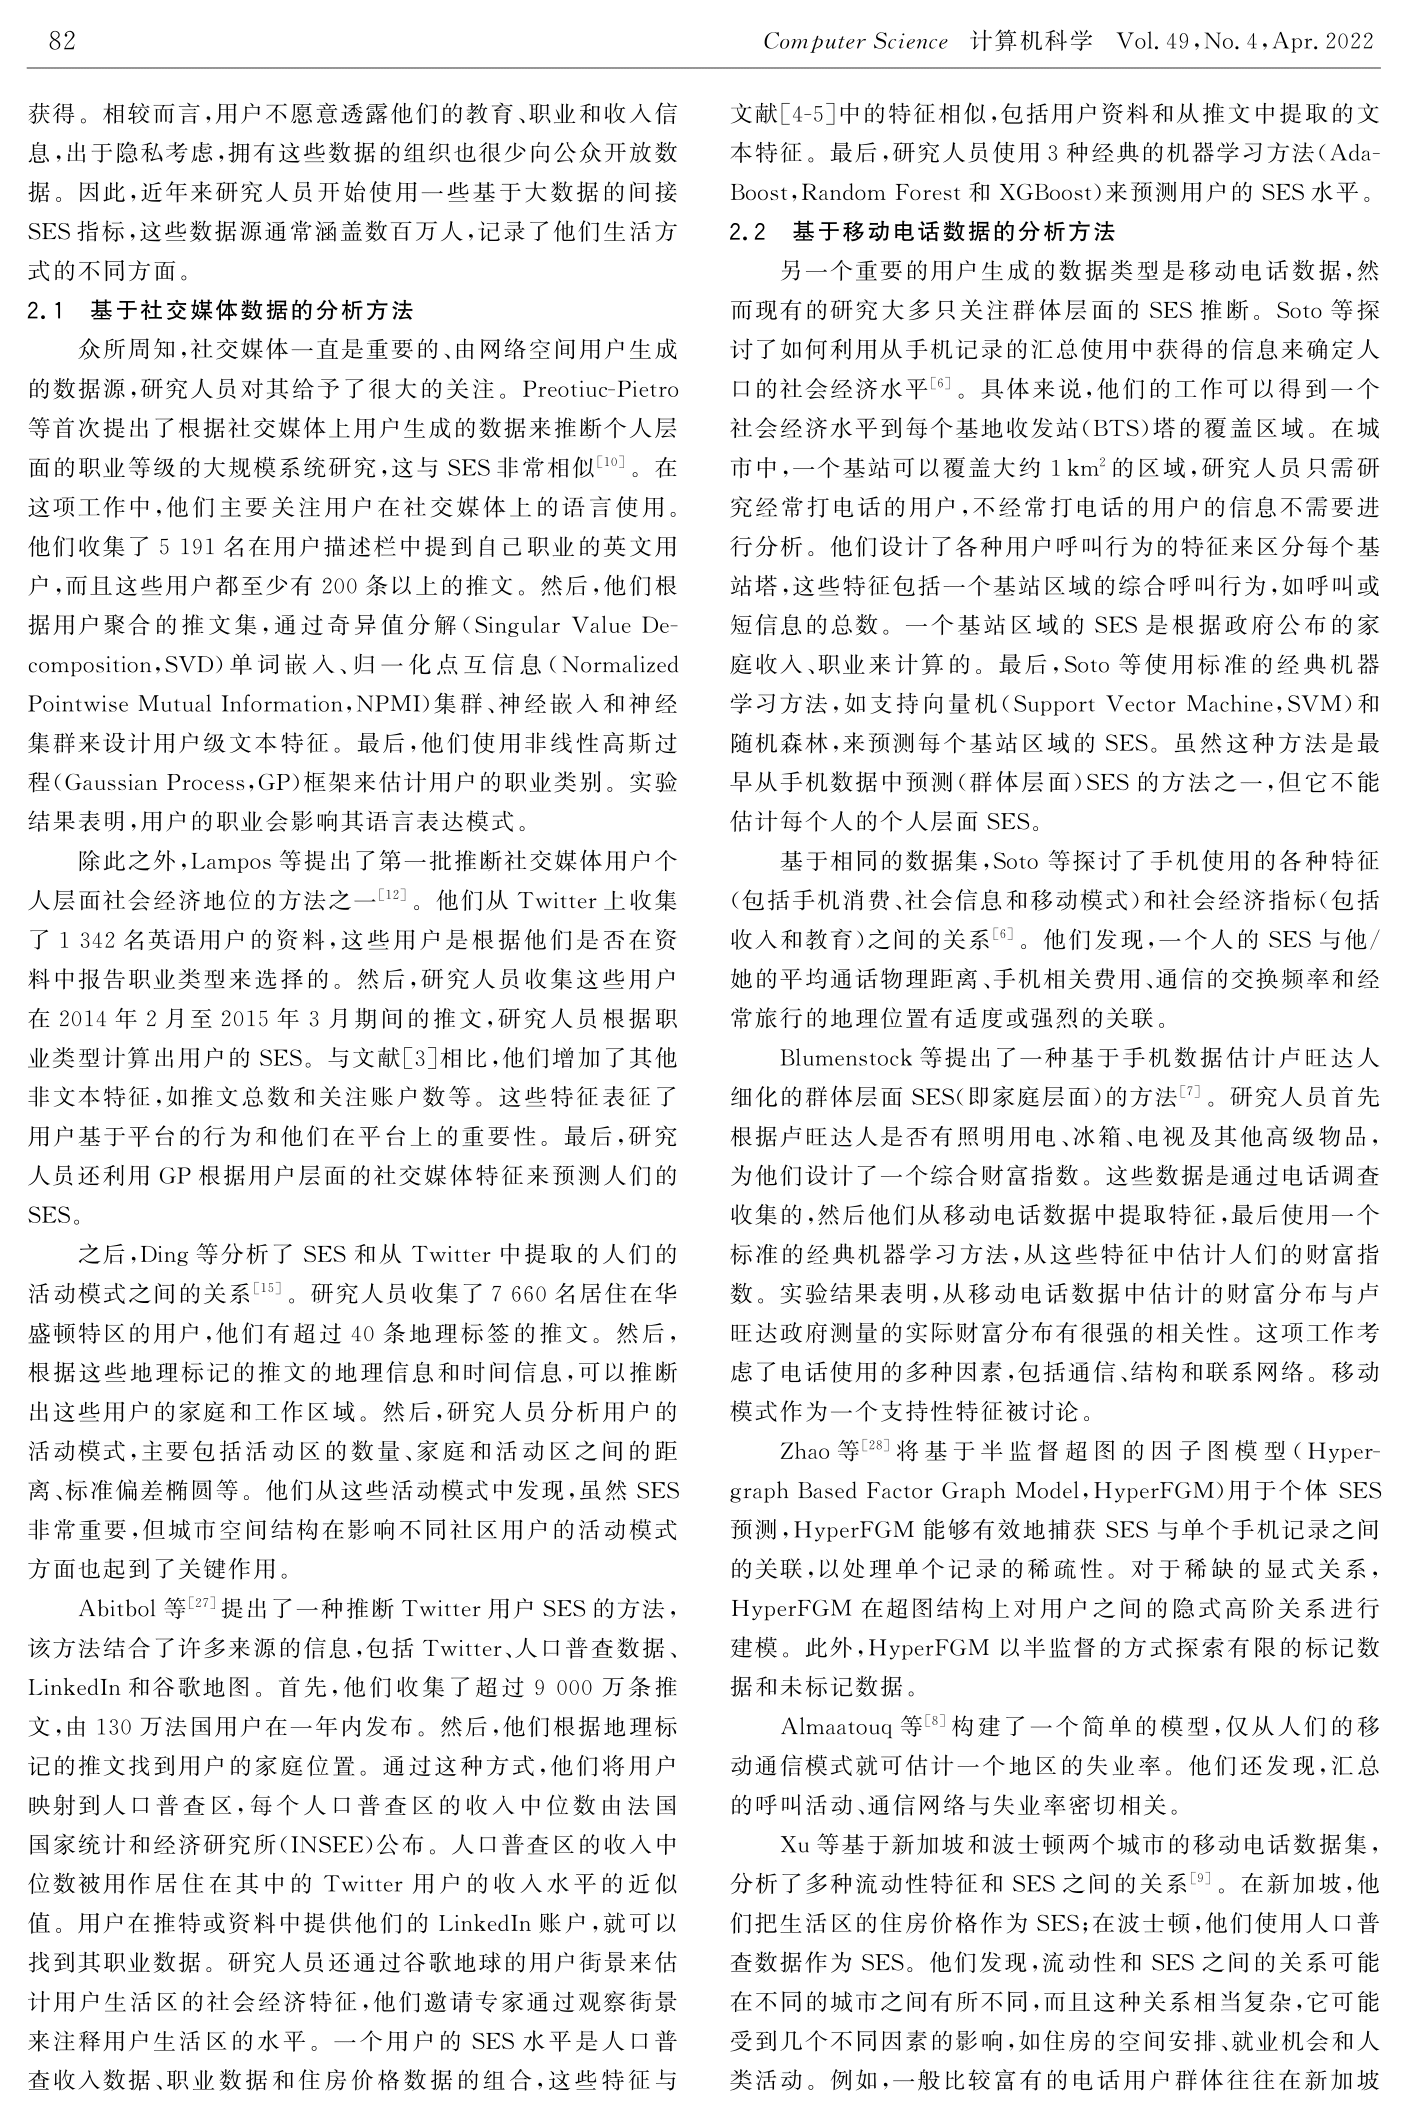 82
Computer Science 计算机科学 Vol.49,No.4,Apr.2022
获得。相较而言,用户不愿意透露他们的教育、职业和收入信
息,出于隐私考虑,拥有这些数据的组织也很少向公众开放数
据。因此,近年来研究人员开始使用一些基于大数据的间接
SES指标,这些数据源通常涵盖数百万人,记录了他们生活方
式的不同方面。
2.1 基于社交媒体数据的分析方法
众所周知,社交媒体一直是重要的、由网络空间用户生成
的数据源,研究人员对其给予了很大的关注。Preotiuc-Pietro
等首次提出了根据社交媒体上用户生成的数据来推断个人层
面的职业等级的大规模系统研究,这与SES非常相似[10]。在
这项工作中,他们主要关注用户在社交媒体上的语言使用。
他们收集了5 191名在用户描述栏中提到自己职业的英文用
户,而且这些用户都至少有200条以上的推文。然后,他们根
据用户聚合的推文集,通过奇异值分解(Singular Value De-
composition,SVD)单词嵌入、归一化点互信息(Normalized
Pointwise Mutual Information,NPMI)集群、神经嵌入和神经
集群来设计用户级文本特征。最后,他们使用非线性高斯过
程(Gaussian Process,GP)框架来估计用户的职业类别。实验
结果表明,用户的职业会影响其语言表达模式。
除此之外,Lampos等提出了第一批推断社交媒体用户个
人层面社会经济地位的方法之一[12]。他们从Twitter上收集
了1 342名英语用户的资料,这些用户是根据他们是否在资
料中报告职业类型来选择的。然后,研究人员收集这些用户
在2014年2月至2015年3月期间的推文,研究人员根据职
业类型计算出用户的SES。与文献[3]相比,他们增加了其他
非文本特征,如推文总数和关注账户数等。这些特征表征了
用户基于平台的行为和他们在平台上的重要性。最后,研究
人员还利用GP根据用户层面的社交媒体特征来预测人们的
SES。
之后,Ding等分析了SES和从Twitter中提取的人们的
活动模式之间的关系[15]。研究人员收集了7 660名居住在华
盛顿特区的用户,他们有超过40条地理标签的推文。然后,
根据这些地理标记的推文的地理信息和时间信息,可以推断
出这些用户的家庭和工作区域。然后,研究人员分析用户的
活动模式,主要包括活动区的数量、家庭和活动区之间的距
离、标准偏差椭圆等。他们从这些活动模式中发现,虽然SES
非常重要,但城市空间结构在影响不同社区用户的活动模式
方面也起到了关键作用。
Abitbol等[27]提出了一种推断Twitter用户SES的方法,
该方法结合了许多来源的信息,包括Twitter、人口普查数据、
LinkedIn和谷歌地图。首先,他们收集了超过9 000万条推
文,由130万法国用户在一年内发布。然后,他们根据地理标
记的推文找到用户的家庭位置。通过这种方式,他们将用户
映射到人口普查区,每个人口普查区的收入中位数由法国
国家统计和经济研究所(INSEE)公布。人口普查区的收入中
位数被用作居住在其中的Twitter用户的收入水平的近似
值。用户在推特或资料中提供他们的LinkedIn账户,就可以
找到其职业数据。研究人员还通过谷歌地球的用户街景来估
计用户生活区的社会经济特征,他们邀请专家通过观察街景
来注释用户生活区的水平。一个用户的SES水平是人口普
查收入数据、职业数据和住房价格数据的组合,这些特征与
文献[4-5]中的特征相似,包括用户资料和从推文中提取的文
本特征。最后,研究人员使用3种经典的机器学习方法(Ada-
Boost,Random Forest和XGBoost)来预测用户的SES水平。
2.2 基于移动电话数据的分析方法
另一个重要的用户生成的数据类型是移动电话数据,然
而现有的研究大多只关注群体层面的SES推断。Soto等探
讨了如何利用从手机记录的汇总使用中获得的信息来确定人
口的社会经济水平[6]。具体来说,他们的工作可以得到一个
社会经济水平到每个基地收发站(BTS)塔的覆盖区域。在城
市中,一个基站可以覆盖大约1km²的区域,研究人员只需研
究经常打电话的用户,不经常打电话的用户的信息不需要进
行分析。他们设计了各种用户呼叫行为的特征来区分每个基
站塔,这些特征包括一个基站区域的综合呼叫行为,如呼叫或
短信息的总数。一个基站区域的SES是根据政府公布的家
庭收入、职业来计算的。最后,Soto等使用标准的经典机器
学习方法,如支持向量机(Support Vector Machine,SVM)和
随机森林,来预测每个基站区域的SES。虽然这种方法是最
早从手机数据中预测(群体层面)SES的方法之一,但它不能
估计每个人的个人层面SES。
基于相同的数据集,Soto等探讨了手机使用的各种特征
(包括手机消费、社会信息和移动模式)和社会经济指标(包括
收入和教育)之间的关系[6]。他们发现,一个人的SES与他/
她的平均通话物理距离、手机相关费用、通信的交换频率和经
常旅行的地理位置有适度或强烈的关联。
Blumenstock等提出了一种基于手机数据估计卢旺达人
细化的群体层面SES(即家庭层面)的方法[7]。研究人员首先
根据卢旺达人是否有照明用电、冰箱、电视及其他高级物品,
为他们设计了一个综合财富指数。这些数据是通过电话调查
收集的,然后他们从移动电话数据中提取特征,最后使用一个
标准的经典机器学习方法,从这些特征中估计人们的财富指
数。实验结果表明,从移动电话数据中估计的财富分布与卢
旺达政府测量的实际财富分布有很强的相关性。这项工作考
虑了电话使用的多种因素,包括通信、结构和联系网络。移动
模式作为一个支持性特征被讨论。
Zhao等[28]将基于半监督超图的因子图模型(Hyper-
graph Based Factor Graph Model,HyperFGM)用于个体SES
预测,HyperFGM能够有效地捕获SES与单个手机记录之间
的关联,以处理单个记录的稀疏性。对于稀缺的显式关系,
HyperFGM在超图结构上对用户之间的隐式高阶关系进行
建模。此外,HyperFGM以半监督的方式探索有限的标记数
据和未标记数据。
Almaatouq等[8]构建了一个简单的模型,仅从人们的移
动通信模式就可估计一个地区的失业率。他们还发现,汇总
的呼叫活动、通信网络与失业率密切相关。
Xu等基于新加坡和波士顿两个城市的移动电话数据集,
分析了多种流动性特征和SES之间的关系[9]。在新加坡,他
们把生活区的住房价格作为SES;在波士顿,他们使用人口普
查数据作为SES。他们发现,流动性和SES之间的关系可能
在不同的城市之间有所不同,而且这种关系相当复杂,它可能
受到几个不同因素的影响,如住房的空间安排、就业机会和人
类活动。例如,一般比较富有的电话用户群体往往在新加坡